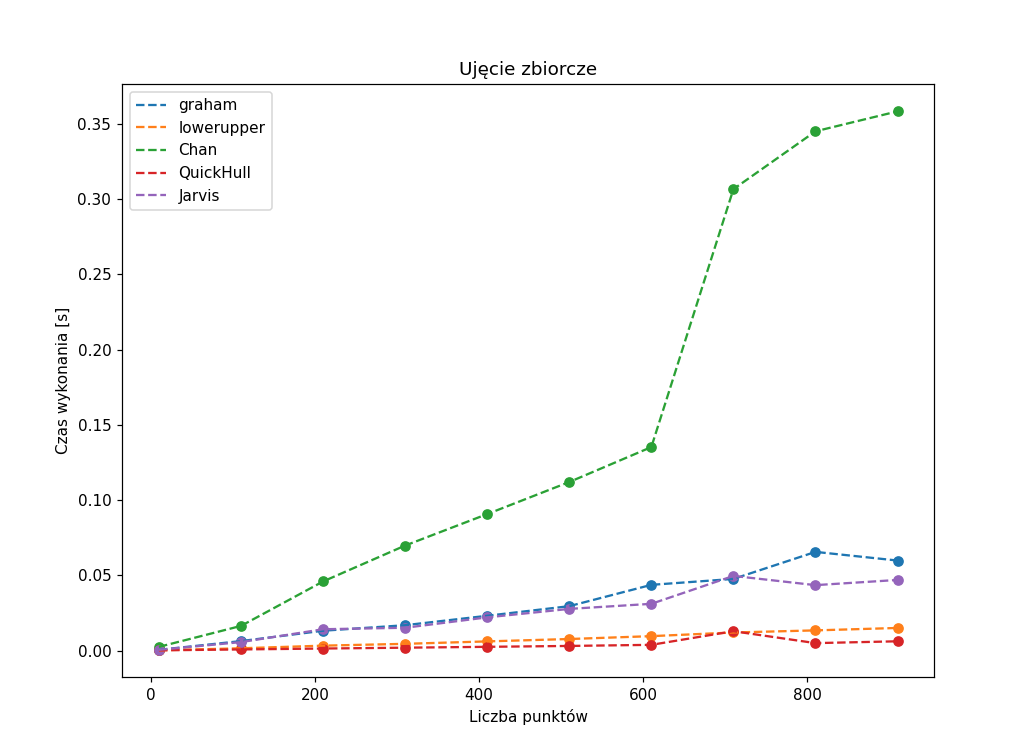 Ujęcie zbiorcze
graham
lowerupper
Chan
QuickHull
Jarvis
Czas wykonania [s]
0.35
0.30
0.25
0.20
0.15
0.10
0.05
0.00
0 200 400 600 800
Liczba punktów